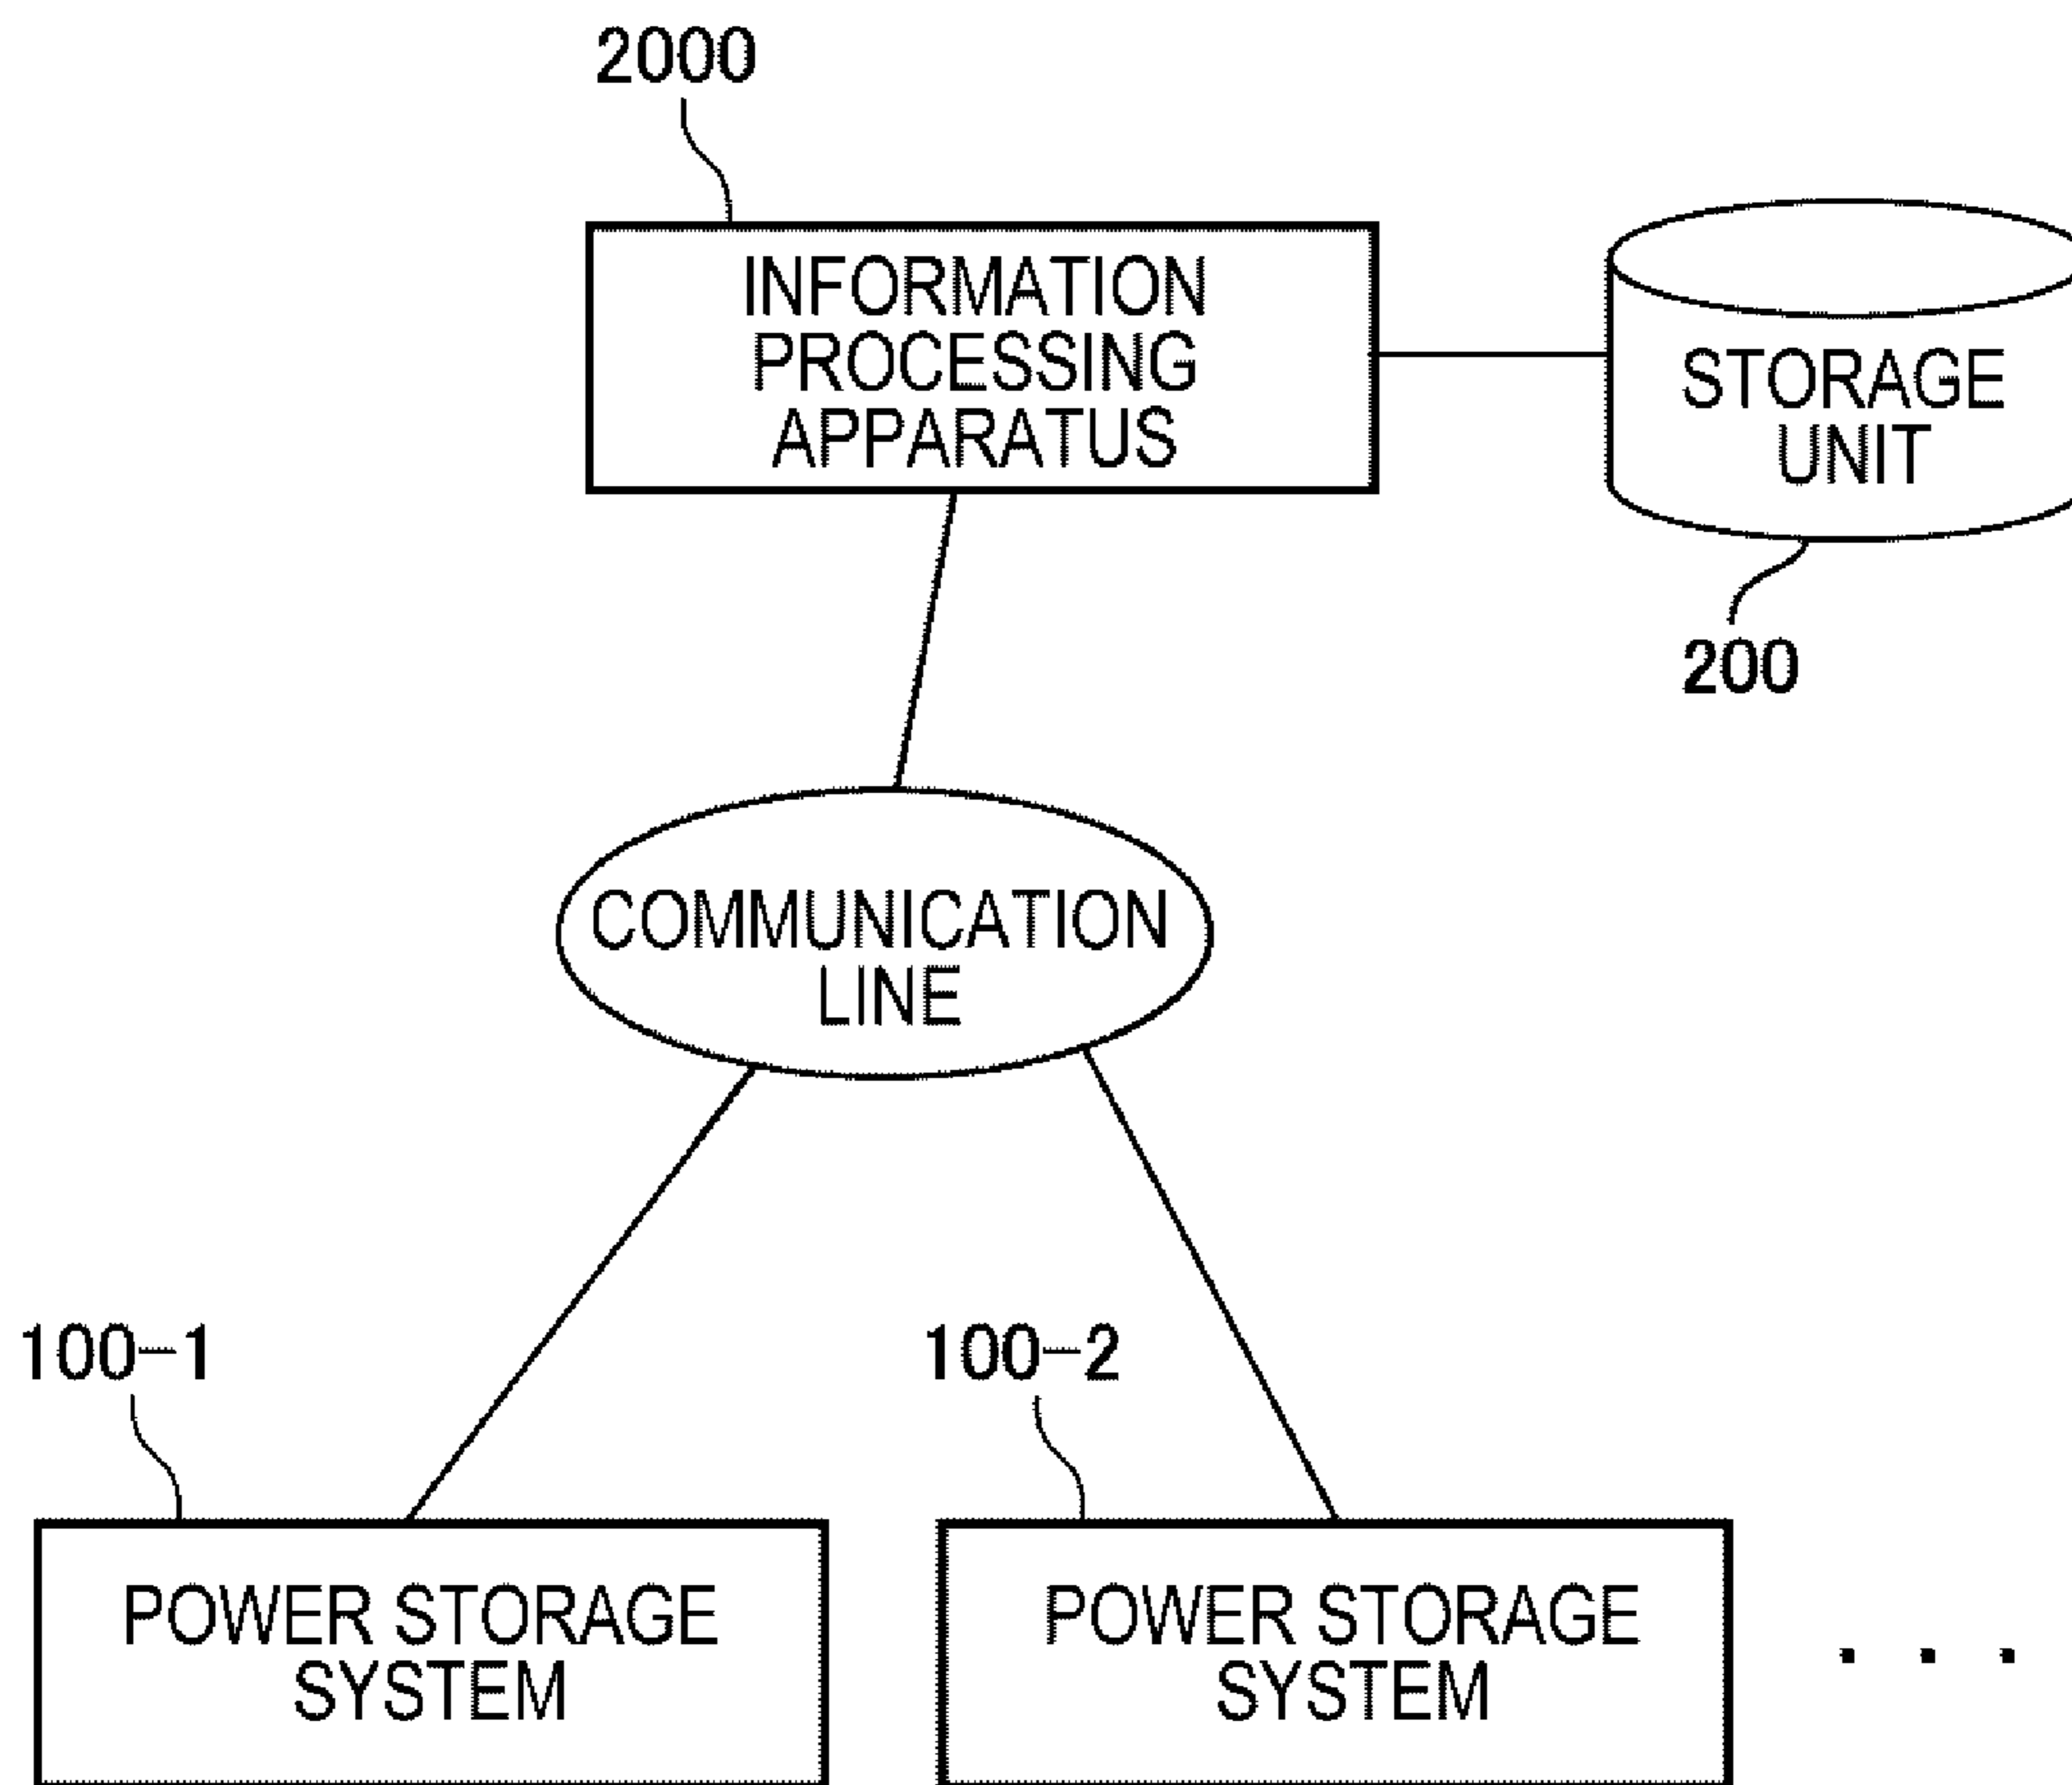 2000
INFORMATION
PROCESSING
APPARATUS
STORAGE
UNIT
200
COMMUNICATION
LINE
100-1
100-2
POWER STORAGE
SYSTEM
POWER STORAGE
SYSTEM
. . .